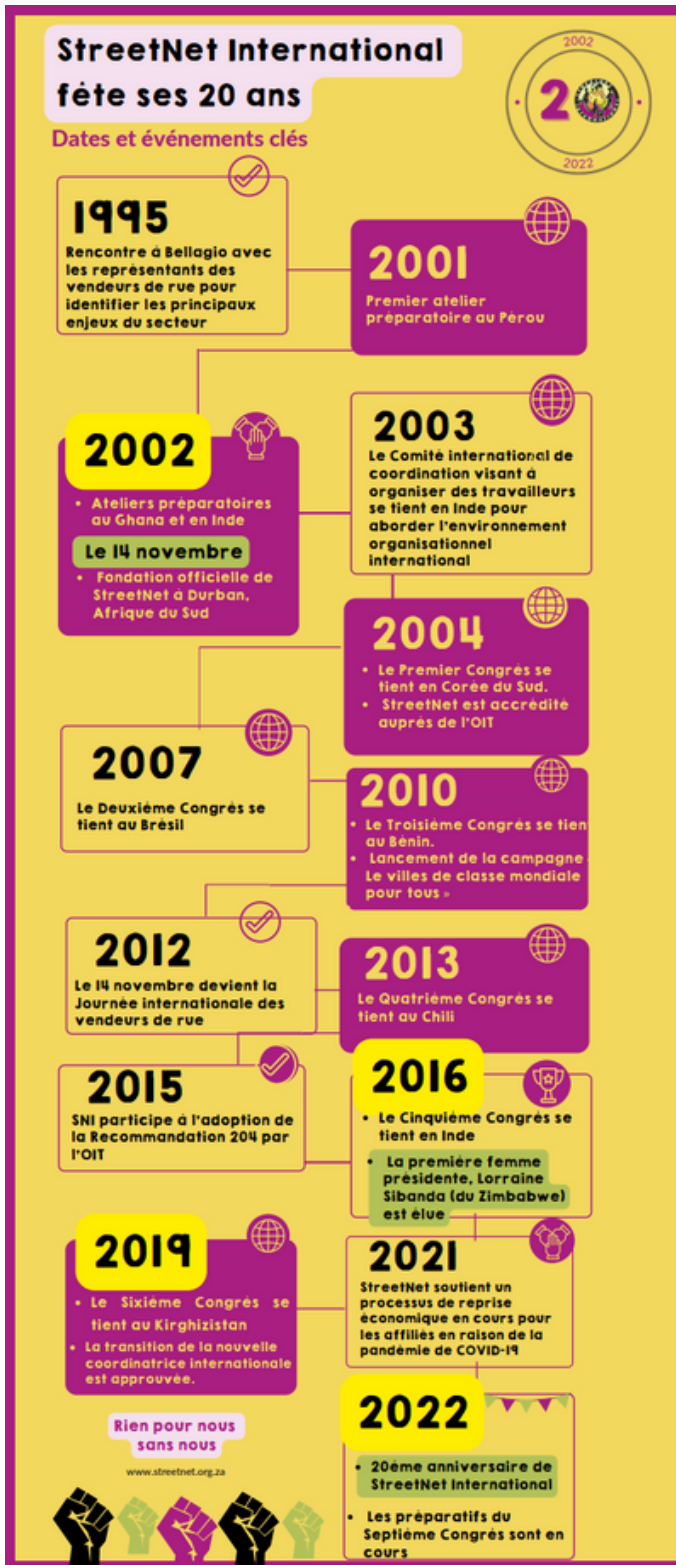 StreetNet International
fête ses 20 ans
Dates et événements clés
2002
20
2022
1995
Rencontre à Bellagio avec
les représentants des
vendeurs de rue pour
identifier les principaux
enjeux du secteur
2001
Premier atelier
préparatoire au Pérou
2002
• Ateliers préparatoires
au Ghana et en Inde
Le 14 novembre
• Fondation officielle de
StreetNet à Durban,
Afrique du Sud
2003
Le Comité international de
coordination visant à
organiser des travailleurs
se tient en Inde pour
aborder l'environnement
organisationnel
international
2004
• Le Premier Congrès se
tient en Corée du Sud.
• StreetNet est accrédité
auprès de l'OIT
2007
Le Deuxième Congrès se
tient au Brésil
2010
• Le Troisième Congrès se tien
au Bénin.
• Lancement de la campagne «
Le villes de classe mondiale
pour tous »
2012
Le 14 novembre devient la
Journée internationale des
vendeurs de rue
2013
Le Quatrième Congrès se
tient au Chili
2015
SNI participe à l'adoption de
la Recommandation 204 par
l'OIT
2016
• Le Cinquième Congrès se
tient en Inde
• La première femme
présidente, Lorraine
Sibanda (du Zimbabwe)
est élue
2019
• Le Sixième Congrès se
tient au Kirghizistan
• La transition de la nouvelle
coordinatrice internationale
est approuvée.
2021
StreetNet soutient un
processus de reprise
économique en cours pour
les affiliés en raison de la
pandémie de COVID-19
2022
• 20ème anniversaire de
StreetNet International
• Les préparatifs du
Septième Congrès sont en
cours
Rien pour nous
sans nous
www.streetnet.org.za